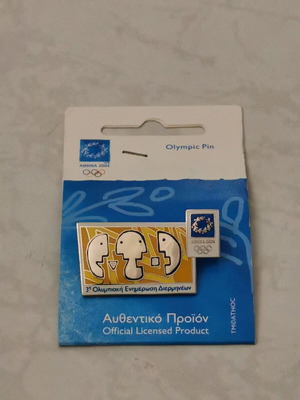 ATHENS 2004
Olympic Pin
ATHENS 2004
3η Ολυμπιακή Ενημέρωση Διερμηνέων
Αυθεντικό Προϊόν
Official Licensed Product